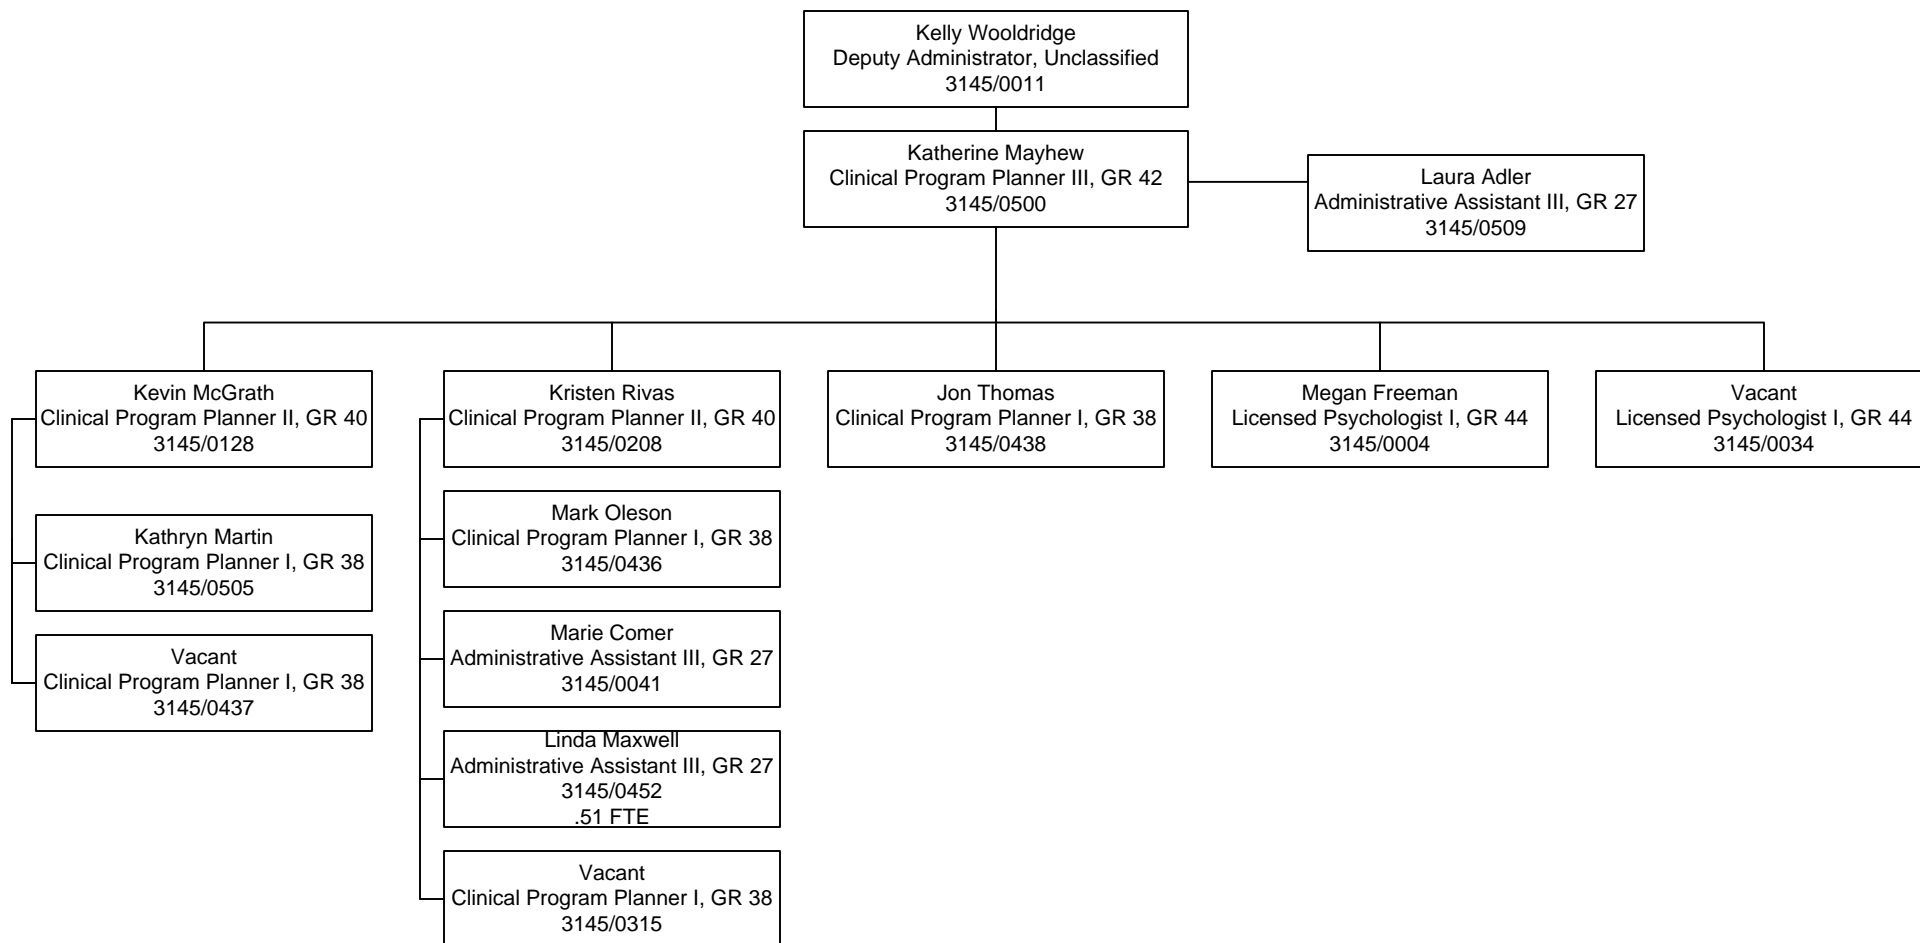 Kelly Wooldridge
Deputy Administrator, Unclassified
3145/0011
Katherine Mayhew
Clinical Program Planner III, GR 42
3145/0500
Laura Adler
Administrative Assistant III, GR 27
3145/0509
Kevin McGrath
Clinical Program Planner II, GR 40
3145/0128
Kathryn Martin
Clinical Program Planner I, GR 38
3145/0505
Vacant
Clinical Program Planner I, GR 38
3145/0437
Kristen Rivas
Clinical Program Planner II, GR 40
3145/0208
Mark Oleson
Clinical Program Planner I, GR 38
3145/0436
Marie Comer
Administrative Assistant III, GR 27
3145/0041
Linda Maxwell
Administrative Assistant III, GR 27
3145/0452
.51 FTE
Vacant
Clinical Program Planner I, GR 38
3145/0315
Jon Thomas
Clinical Program Planner I, GR 38
3145/0438
Megan Freeman
Licensed Psychologist I, GR 44
3145/0004
Vacant
Licensed Psychologist I, GR 44
3145/0034